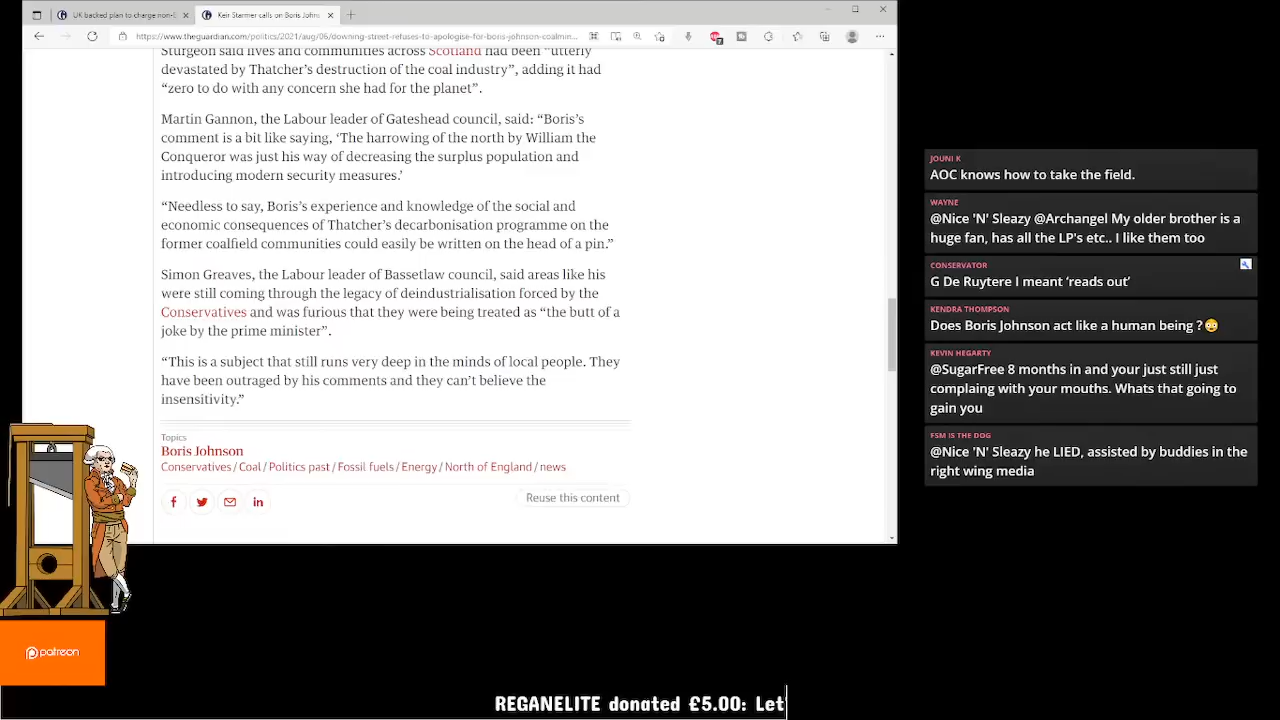 UK backed plan to charge non-E
Keir Starmer calls on Boris Johns
https://www.theguardian.com/politics/2021/aug/06/downing-street-refuses-to-apologise-for-boris-johnson-coalmin...
Sturgeon said lives and communities across Scotland had been “utterly
devastated by Thatcher’s destruction of the coal industry”, adding it had
“zero to do with any concern she had for the planet”.
Martin Gannon, the Labour leader of Gateshead council, said: “Boris’s
comment is a bit like saying, ‘The harrowing of the north by William the
Conqueror was just his way of decreasing the surplus population and
introducing modern security measures.’
“Needless to say, Boris’s experience and knowledge of the social and
economic consequences of Thatcher’s decarbonisation programme on the
former coalfield communities could easily be written on the head of a pin.”
Simon Greaves, the Labour leader of Bassetlaw council, said areas like his
were still coming through the legacy of deindustrialisation forced by the
Conservatives and was furious that they were being treated as “the butt of a
joke by the prime minister”.
“This is a subject that still runs very deep in the minds of local people. They
have been outraged by his comments and they can’t believe the
insensitivity.”
Topics
Boris Johnson
Conservatives / Coal / Politics past / Fossil fuels / Energy / North of England / news
Reuse this content
JOUNI K
AOC knows how to take the field.
WAYNE
@Nice 'N' Sleazy @Archangel My older brother is a
huge fan, has all the LP's etc.. I like them too
CONSERVATOR
G De Ruytere I meant ‘reads out’
KENDRA THOMPSON
Does Boris Johnson act like a human being ?😳
KEVIN HEGARTY
@SugarFree 8 months in and your just still just
complaing with your mouths. Whats that going to
gain you
FSM IS THE DOG
@Nice 'N' Sleazy he LIED, assisted by buddies in the
right wing media
patreon
REGANELITE donated £5.00: Let